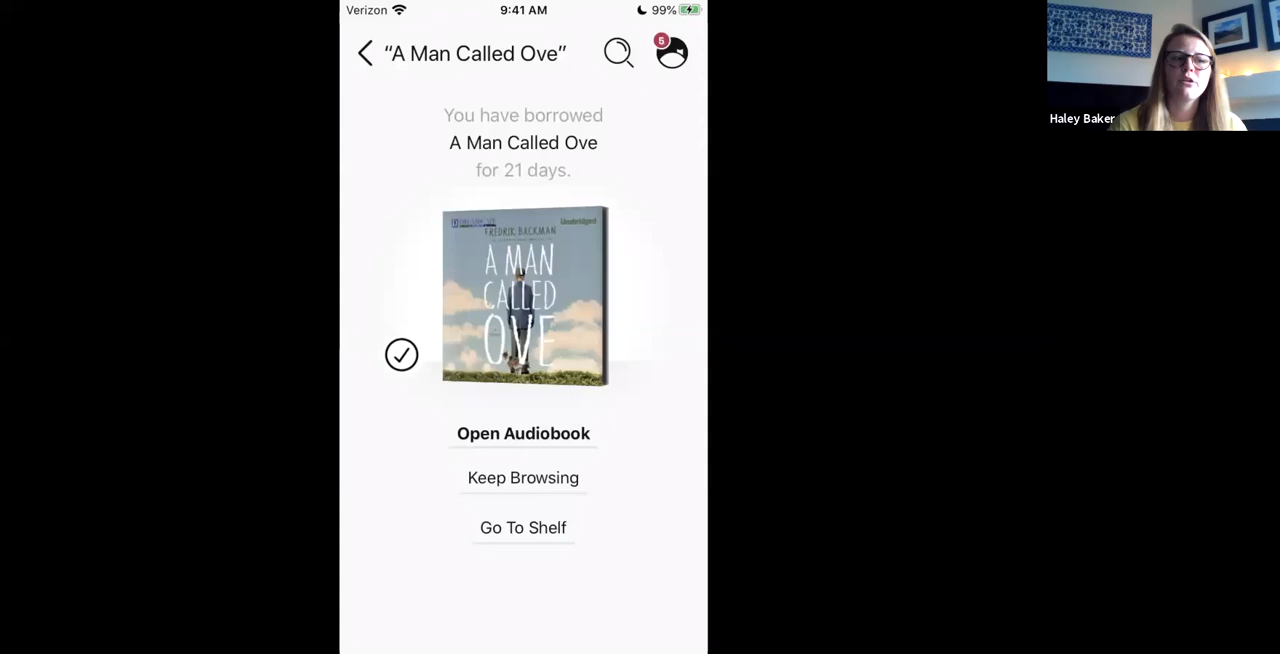 Verizon 9:41 AM 99%
“A Man Called Ove” 5
You have borrowed
A Man Called Ove
for 21 days.
Unabridged
FREDRIK BACKMAN
A MAN
CALLED
OVE
Open Audiobook
Keep Browsing
Go To Shelf
Haley Baker